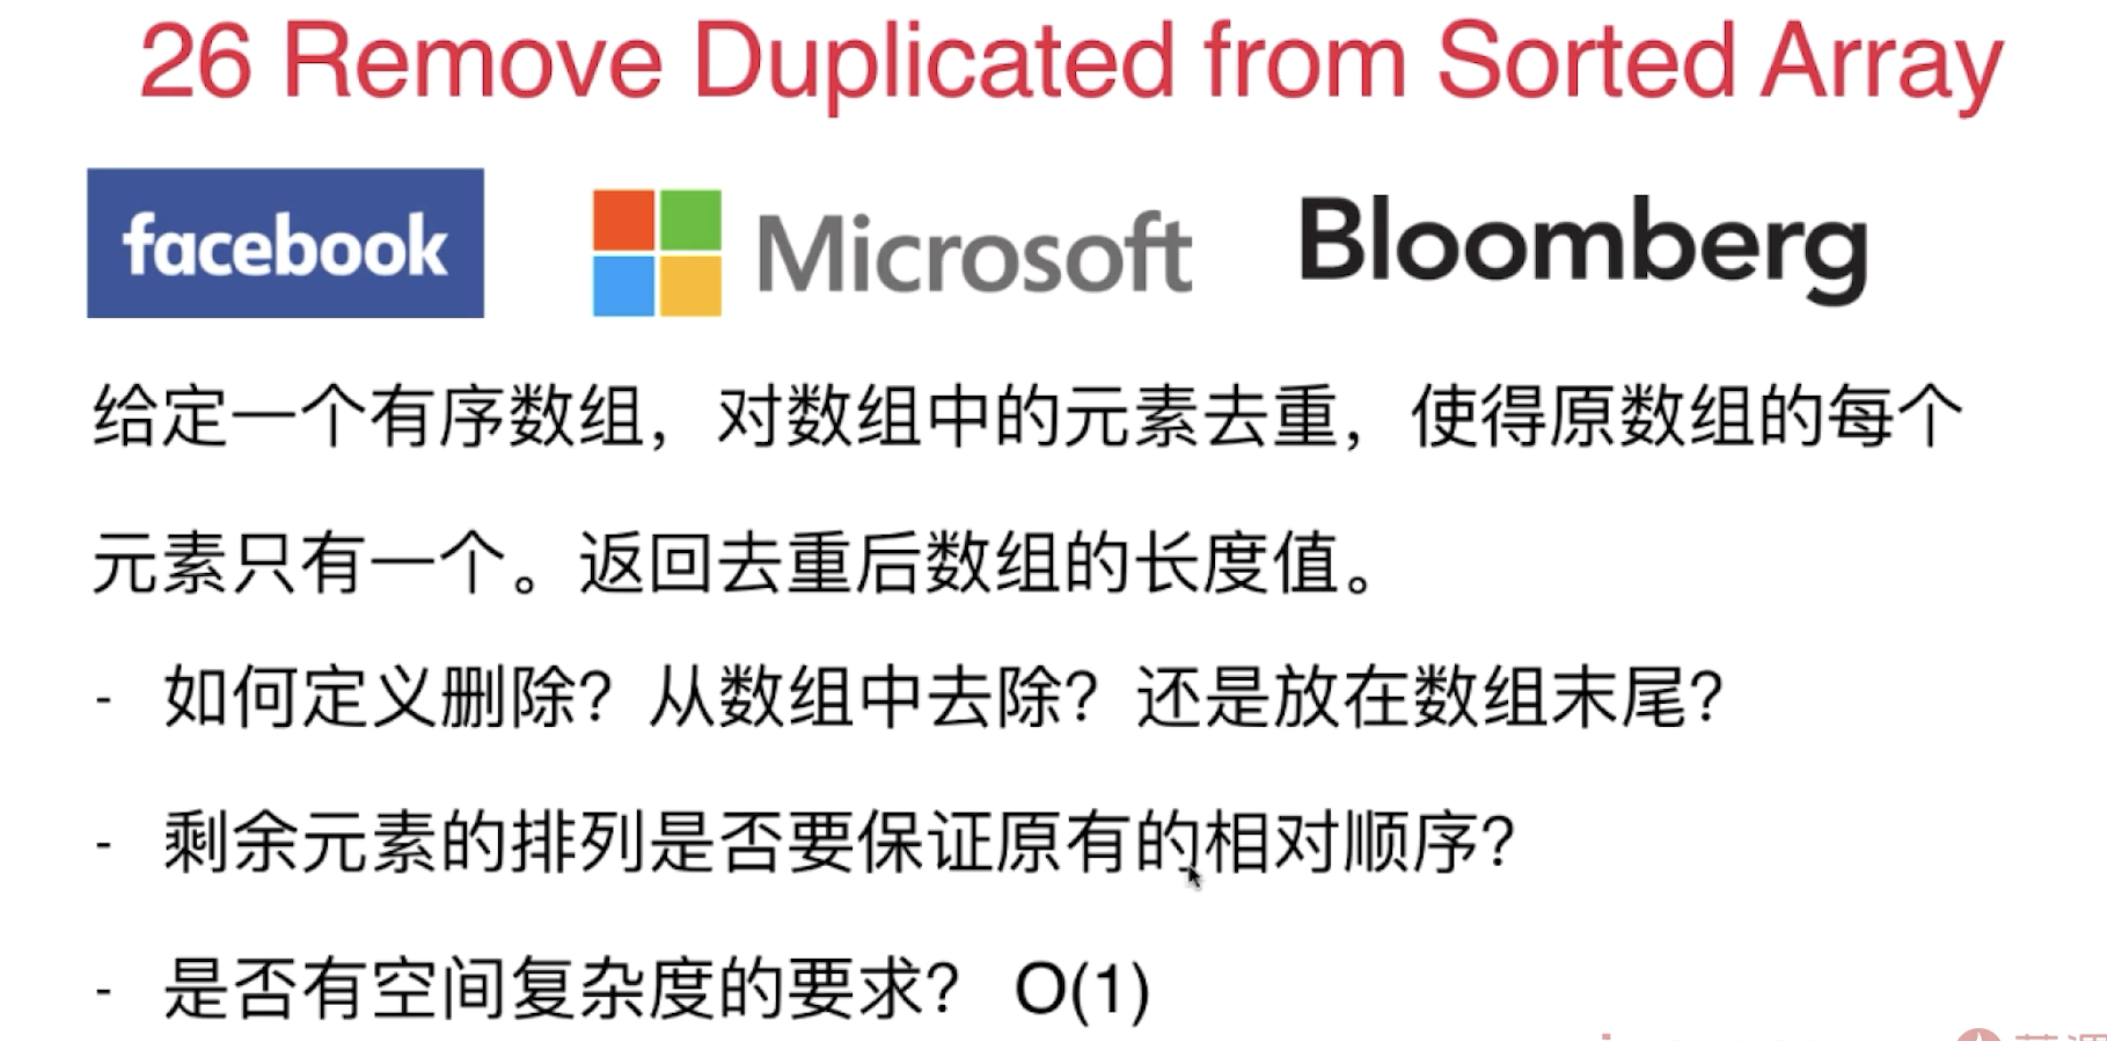 26 Remove Duplicated from Sorted Array
facebook Microsoft Bloomberg
给定一个有序数组，对数组中的元素去重，使得原数组的每个
元素只有一个。返回去重后数组的长度值。
- 如何定义删除？从数组中去除？还是放在数组末尾？
- 剩余元素的排列是否要保证原有的相对顺序？
- 是否有空间复杂度的要求？ O(1)